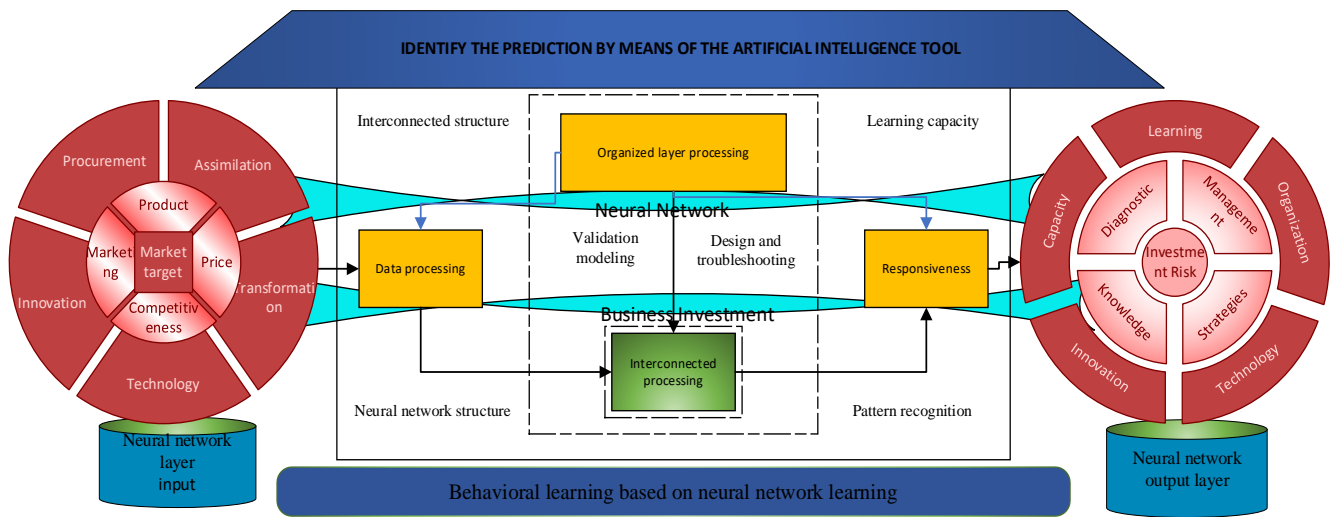 IDENTIFY THE PREDICTION BY MEANS OF THE ARTIFICIAL INTELLIGENCE TOOL
Procurement
Assimilation
Innovation
Transformati
on
Technology
Product
Marketi
ng
Market
target
Price
Competitiv
eness
Neural network
layer
input
Interconnected structure
Learning capacity
Organized layer processing
Neural Network
Validation
modeling
Design and
troubleshooting
Data processing
Responsiveness
Business Investment
Interconnected
processing
Neural network structure
Pattern recognition
Behavioral learning based on neural network learning
Learning
Capacity
Organization
Innovation
Technology
Diagnostic
Manageme
nt
Investme
nt Risk
Knowledge
Strategies
Neural network
output layer